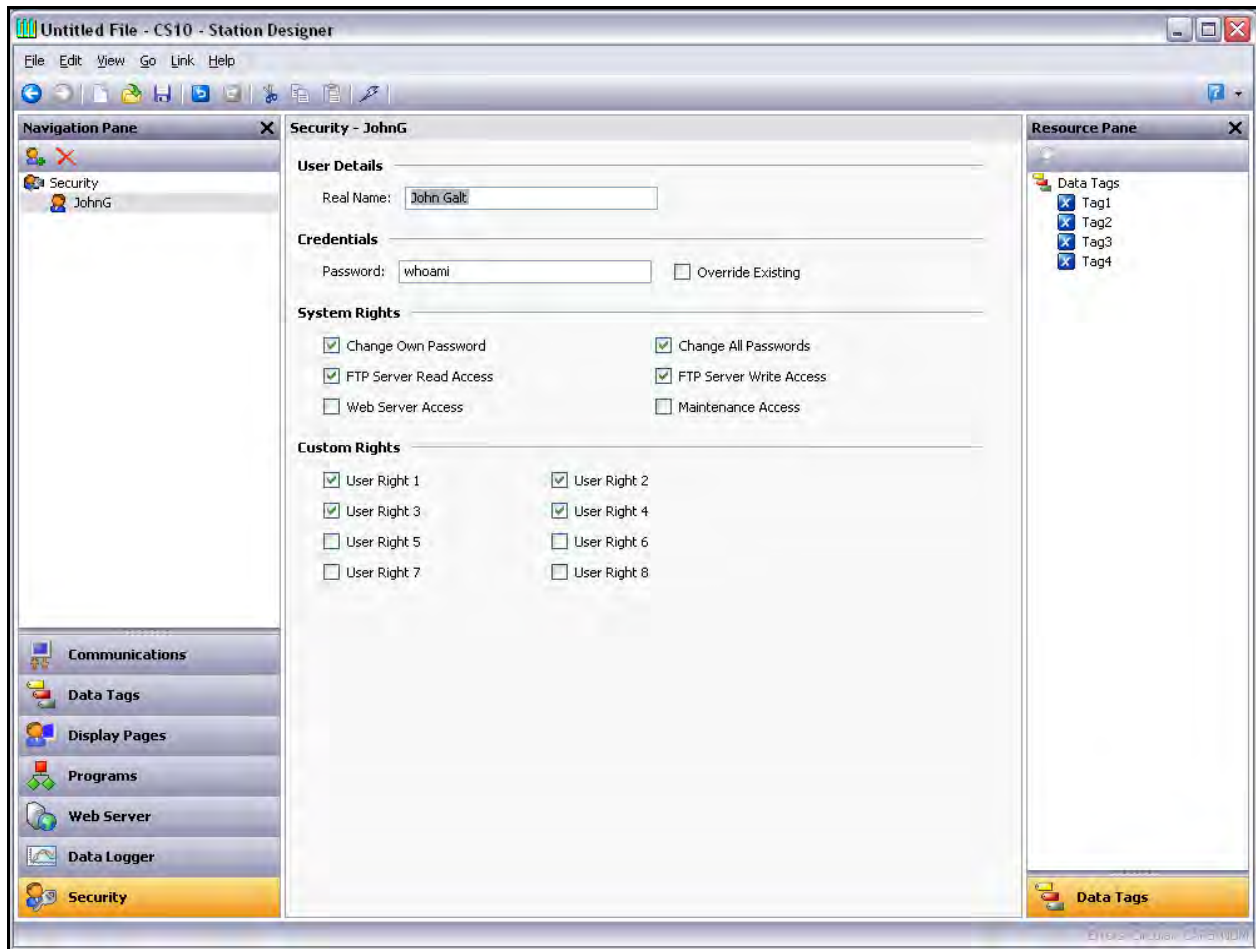 Untitled File - CS10 - Station Designer
File Edit View Go Link Help
Navigation Pane
Security
JohnG
Communications
Data Tags
Display Pages
Programs
Web Server
Data Logger
Security
Security - JohnG
User Details
Real Name: John Galt
Credentials
Password: whoami Override Existing
System Rights
Change Own Password Change All Passwords
FTP Server Read Access FTP Server Write Access
Web Server Access Maintenance Access
Custom Rights
User Right 1 User Right 2
User Right 3 User Right 4
User Right 5 User Right 6
User Right 7 User Right 8
Resource Pane
Data Tags
Tag1
Tag2
Tag3
Tag4
Data Tags